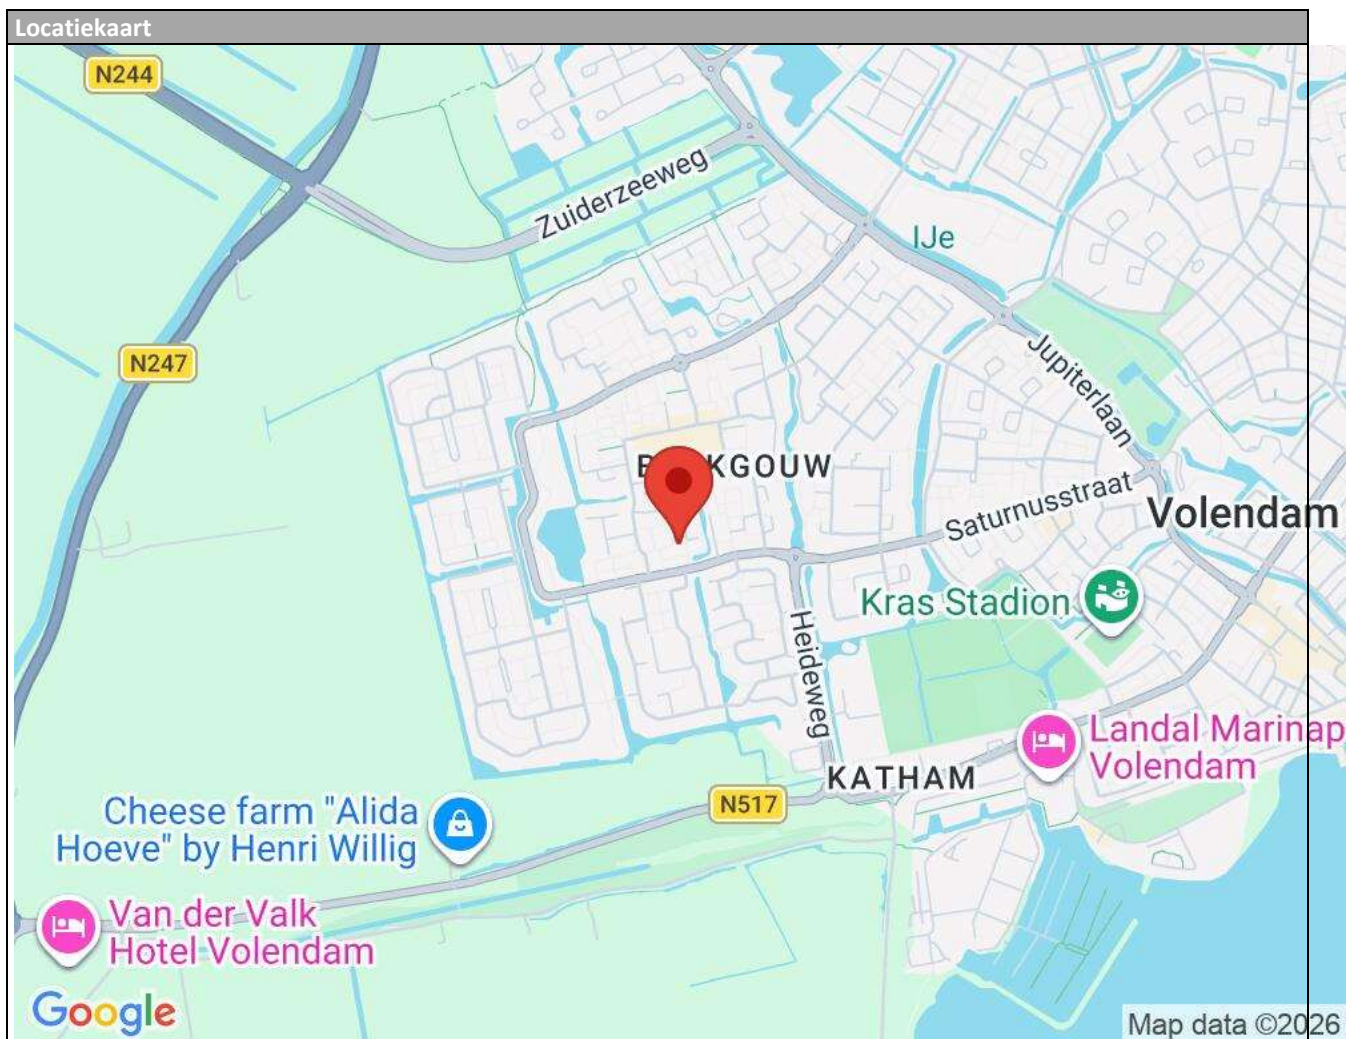 Locatiekaart
N244
Zuiderzeeweg
IJe
N247
Jupiterlaan
KGOUW
Saturnusstraat
Volendam
Kras Stadion
Heideweg
Landal Marinap
Volendam
KATHAM
N517
Cheese farm "Alida
Hoeve" by Henri Willig
Van der Valk
Hotel Volendam
Google
Map data ©2026